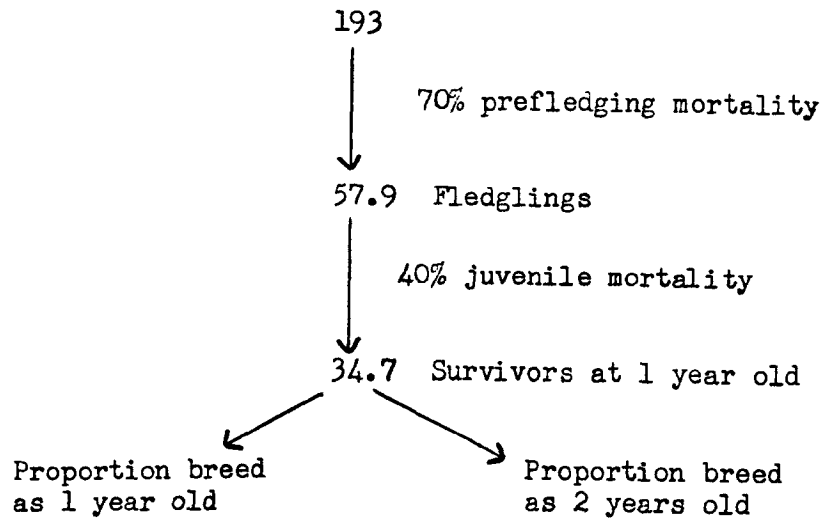 193
70% prefledging mortality
57.9 Fledglings
40% juvenile mortality
34.7 Survivors at 1 year old
Proportion breed
as 1 year old
Proportion breed
as 2 years old